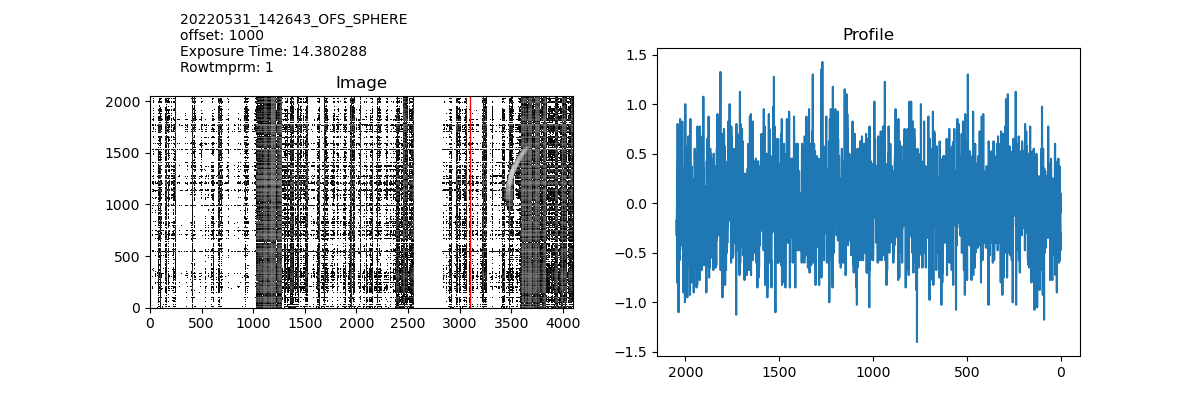 20220531_142643_OFS_SPHERE
offset: 1000
Exposure Time: 14.380288
Rowtmprm: 1
Image
2000
1500
1000
500
0
0 500 1000 1500 2000 2500 3000 3500 4000
Profile
1.5
1.0
0.5
0.0
−0.5
−1.0
−1.5
2000 1500 1000 500 0